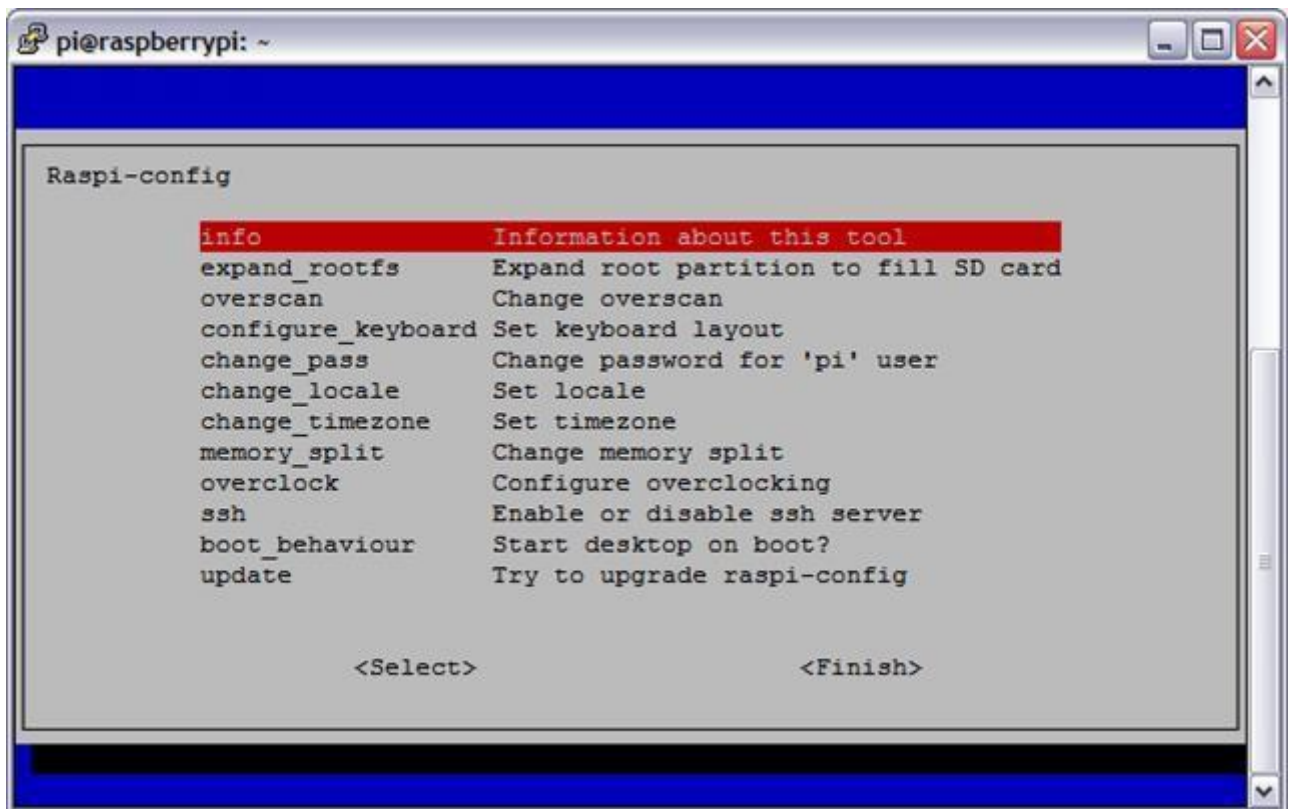 pi@raspberrypi: ~
Raspi-config
info Information about this tool
expand_rootfs Expand root partition to fill SD card
overscan Change overscan
configure_keyboard Set keyboard layout
change_pass Change password for 'pi' user
change_locale Set locale
change_timezone Set timezone
memory_split Change memory split
overclock Configure overclocking
ssh Enable or disable ssh server
boot_behaviour Start desktop on boot?
update Try to upgrade raspi-config
<Select> <Finish>